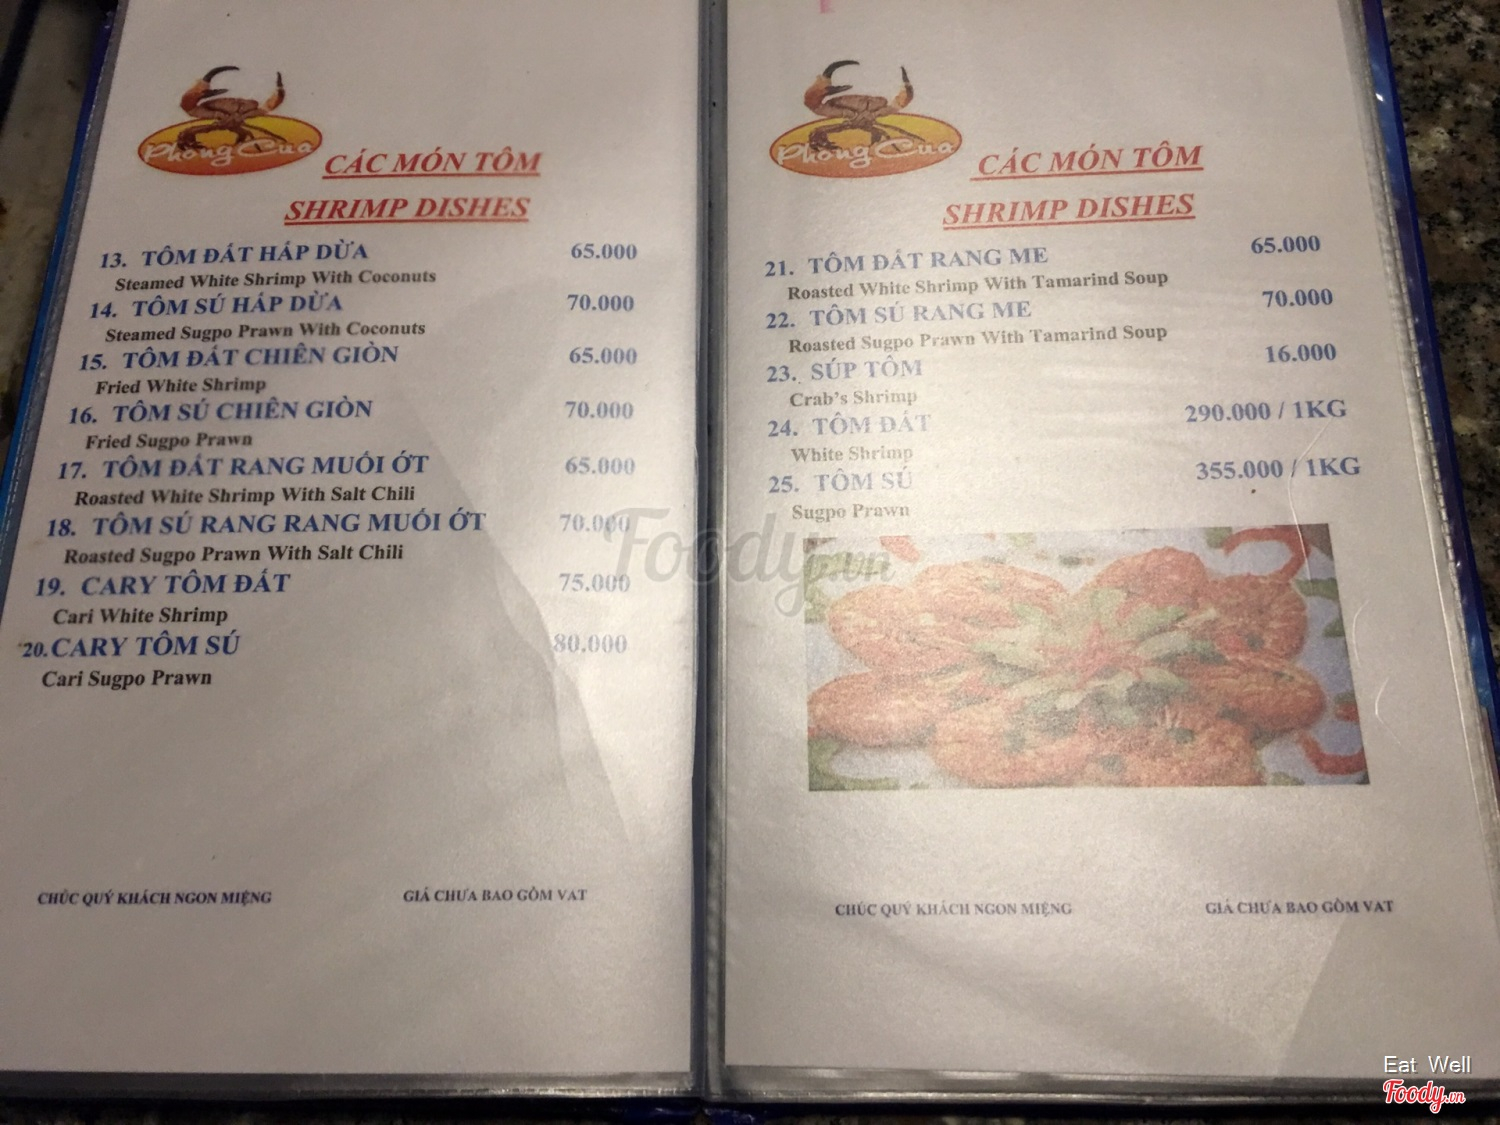 Phong Cua
CÁC MÓN TÔM
SHRIMP DISHES
13. TÔM ĐẤT HẤP DỪA 65.000
Steamed White Shrimp With Coconuts
14. TÔM SÚ HẤP DỪA 70.000
Steamed Sugpo Prawn With Coconuts
15. TÔM ĐẤT CHIÊN GIÒN 65.000
Fried White Shrimp
16. TÔM SÚ CHIÊN GIÒN 70.000
Fried Sugpo Prawn
17. TÔM ĐẤT RANG MUỐI ỚT 65.000
Roasted White Shrimp With Salt Chili
18. TÔM SÚ RANG RANG MUỐI ỚT 70.000
Roasted Sugpo Prawn With Salt Chili
19. CARY TÔM ĐẤT 75.000
Cari White Shrimp
20. CARY TÔM SÚ 80.000
Cari Sugpo Prawn
CHÚC QUÝ KHÁCH NGON MIỆNG GIÁ CHƯA BAO GỒM VAT
Phong Cua
CÁC MÓN TÔM
SHRIMP DISHES
21. TÔM ĐẤT RANG ME 65.000
Roasted White Shrimp With Tamarind Soup
22. TÔM SÚ RANG ME 70.000
Roasted Sugpo Prawn With Tamarind Soup
23. SÚP TÔM 16.000
Crab's Shrimp
24. TÔM ĐẤT 290.000 / 1KG
White Shrimp
25. TÔM SÚ 355.000 / 1KG
Sugpo Prawn
CHÚC QUÝ KHÁCH NGON MIỆNG GIÁ CHƯA BAO GỒM VAT
Foody.vn
Eat Well
Foody.vn